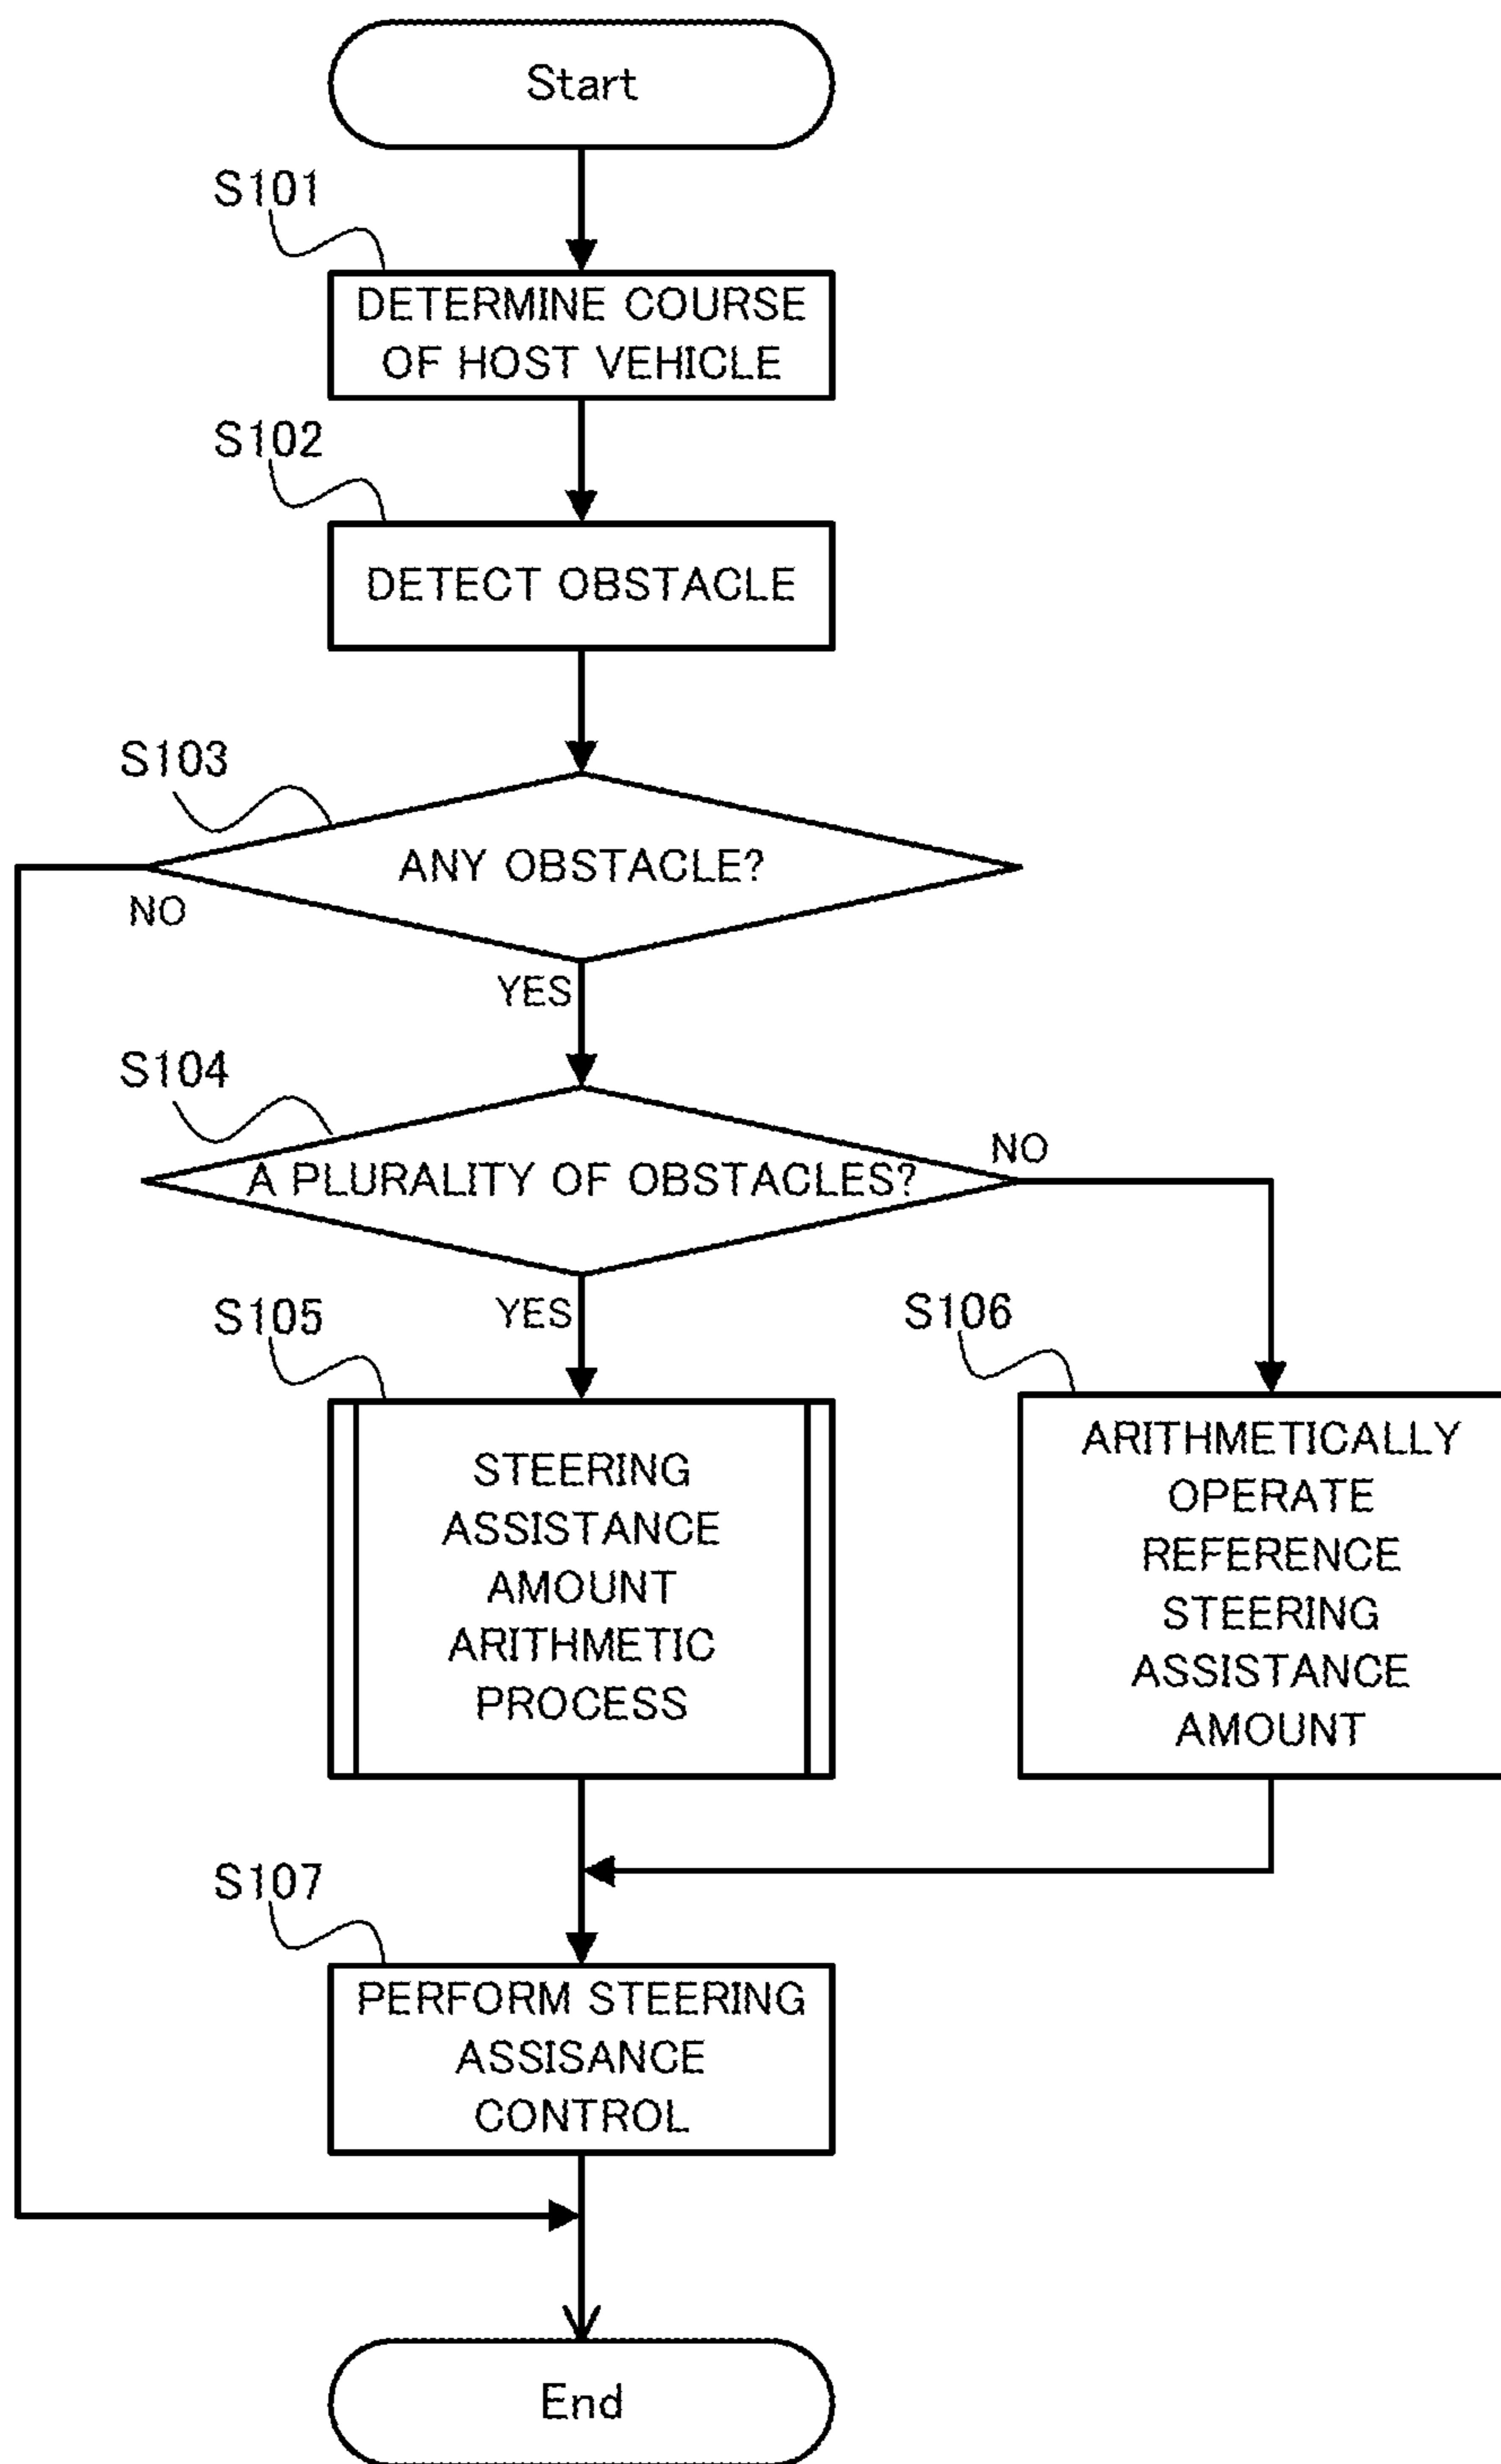 Start
S101
DETERMINE COURSE
OF HOST VEHICLE
S102
DETECT OBSTACLE
S103
ANY OBSTACLE?
NO
YES
S104
A PLURALITY OF OBSTACLES?
NO
YES
S105
STEERING
ASSISTANCE
AMOUNT
ARITHMETIC
PROCESS
S106
ARITHMETICALLY
OPERATE
REFERENCE
STEERING
ASSISTANCE
AMOUNT
S107
PERFORM STEERING
ASSISANCE
CONTROL
End